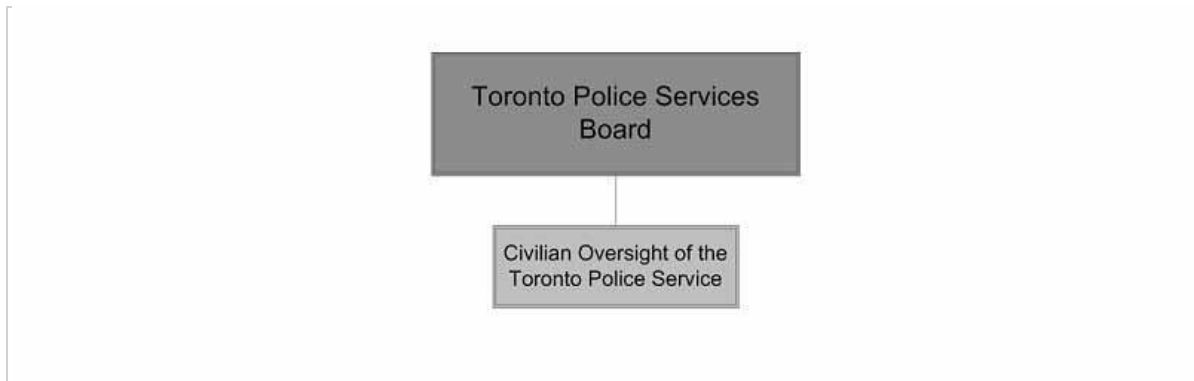 Toronto Police Services
Board
Civilian Oversight of the
Toronto Police Service